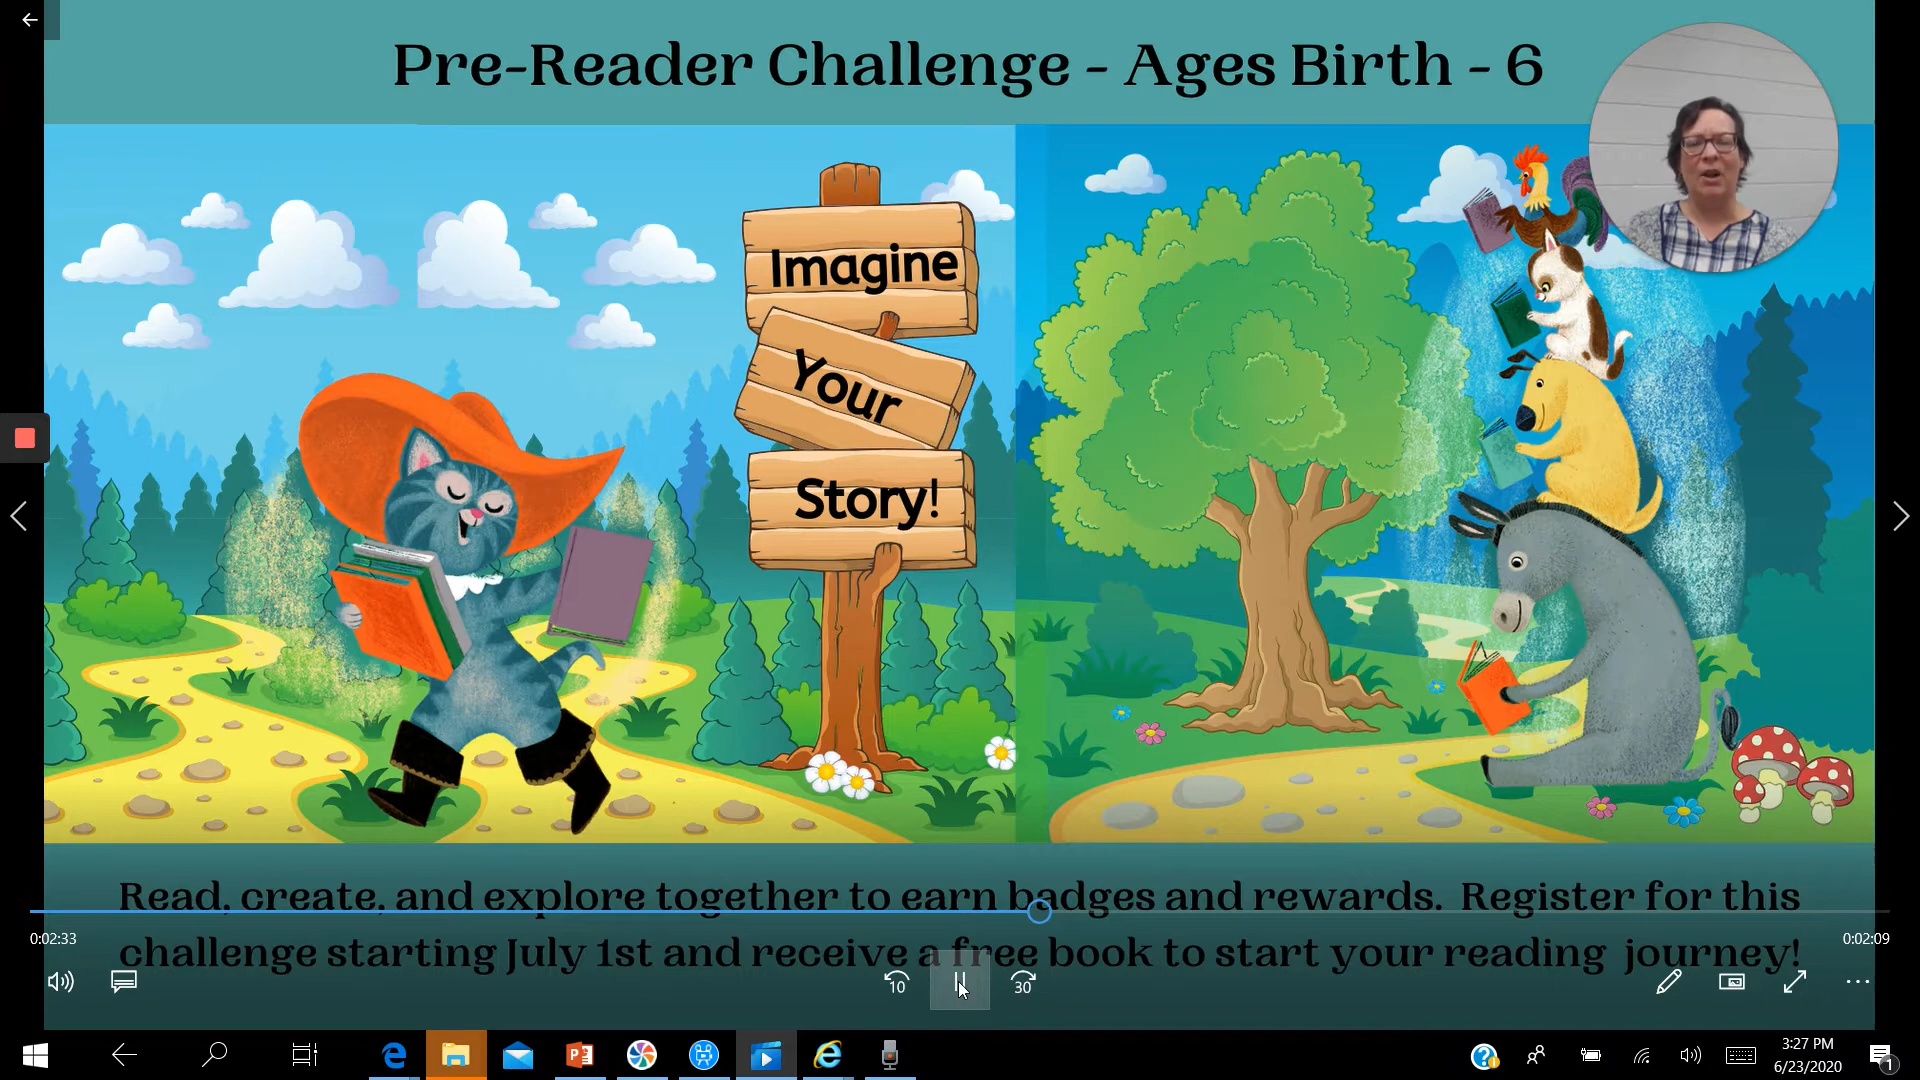 Pre-Reader Challenge - Ages Birth - 6
Imagine
Your
Story!
Read, create, and explore together to earn badges and rewards. Register for this
challenge starting July 1st and receive a free book to start your reading journey!
0:02:33
0:02:09
10
30
3:27 PM
6/23/2020
1